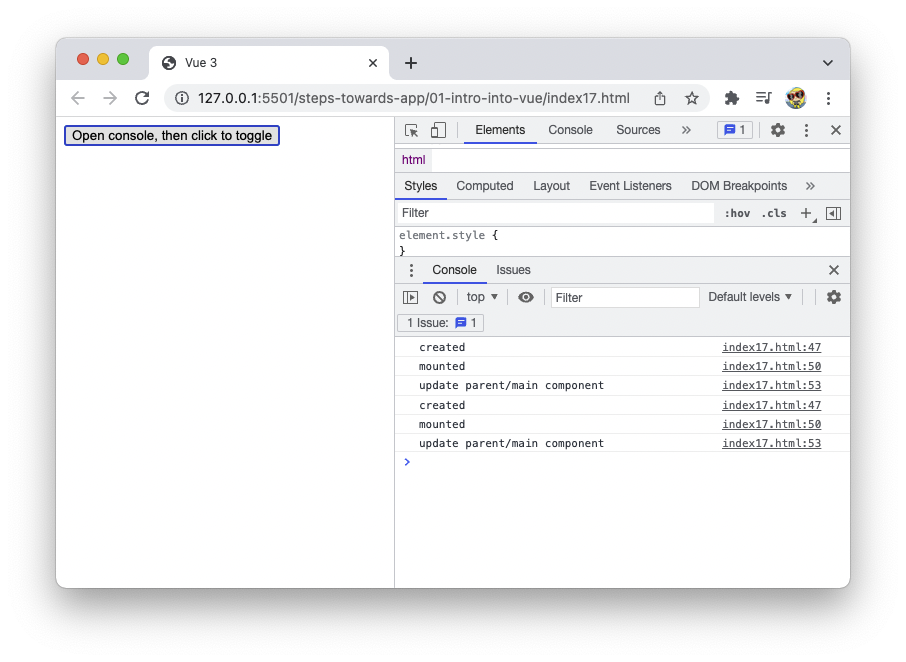 Vue 3
127.0.0.1:5501/steps-towards-app/01-intro-into-vue/index17.html
Open console, then click to toggle
Elements Console Sources » 1
html
Styles Computed Layout Event Listeners DOM Breakpoints »
Filter :hov .cls +
element.style {
}
Console Issues
top ▼ Filter Default levels ▼
1 Issue: 1
created index17.html:47
mounted index17.html:50
update parent/main component index17.html:53
created index17.html:47
mounted index17.html:50
update parent/main component index17.html:53
>